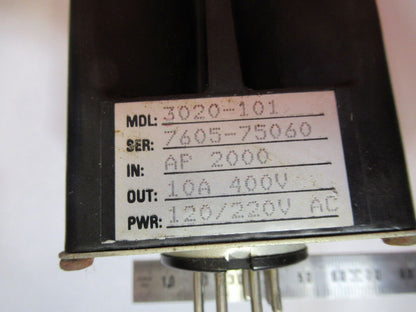 MDL: 3020-101
SER: 7605-75060
IN: AP 2000
OUT: 10A 400V
PWR: 120/220V AC